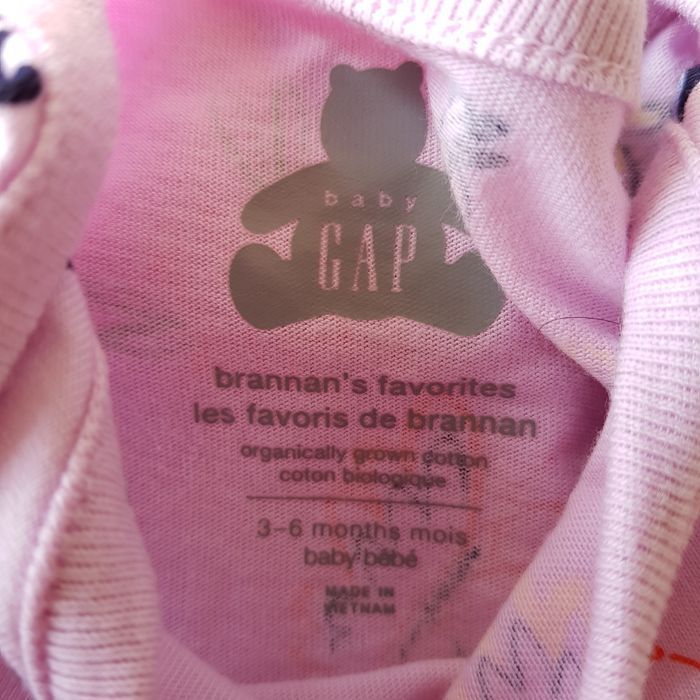 baby
GAP
brannan's favorites
les favoris de brannan
organically grown cotton
coton biologique
3-6 months mois
baby bébé
MADE IN
VIETNAM